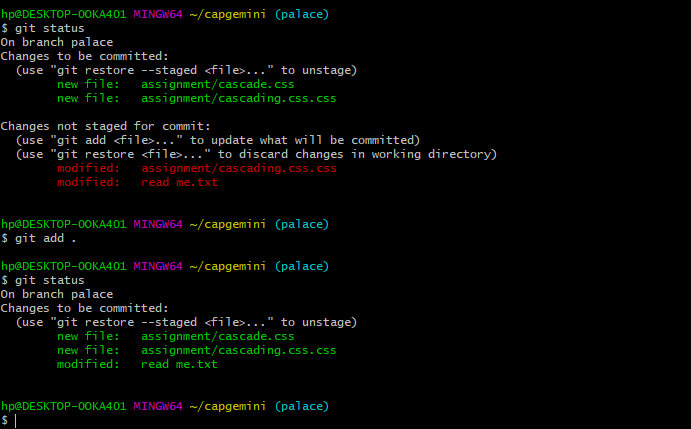 hp@DESKTOP-OOKA401 MINGW64 ~/capgemini (palace)
$ git status
On branch palace
Changes to be committed:
  (use "git restore --staged <file>..." to unstage)
        new file:   assignment/cascade.css
        new file:   assignment/cascading.css.css

Changes not staged for commit:
  (use "git add <file>..." to update what will be committed)
  (use "git restore <file>..." to discard changes in working directory)
        modified:   assignment/cascading.css.css
        modified:   read me.txt


hp@DESKTOP-OOKA401 MINGW64 ~/capgemini (palace)
$ git add .

hp@DESKTOP-OOKA401 MINGW64 ~/capgemini (palace)
$ git status
On branch palace
Changes to be committed:
  (use "git restore --staged <file>..." to unstage)
        new file:   assignment/cascade.css
        new file:   assignment/cascading.css.css
        modified:   read me.txt


hp@DESKTOP-OOKA401 MINGW64 ~/capgemini (palace)
$